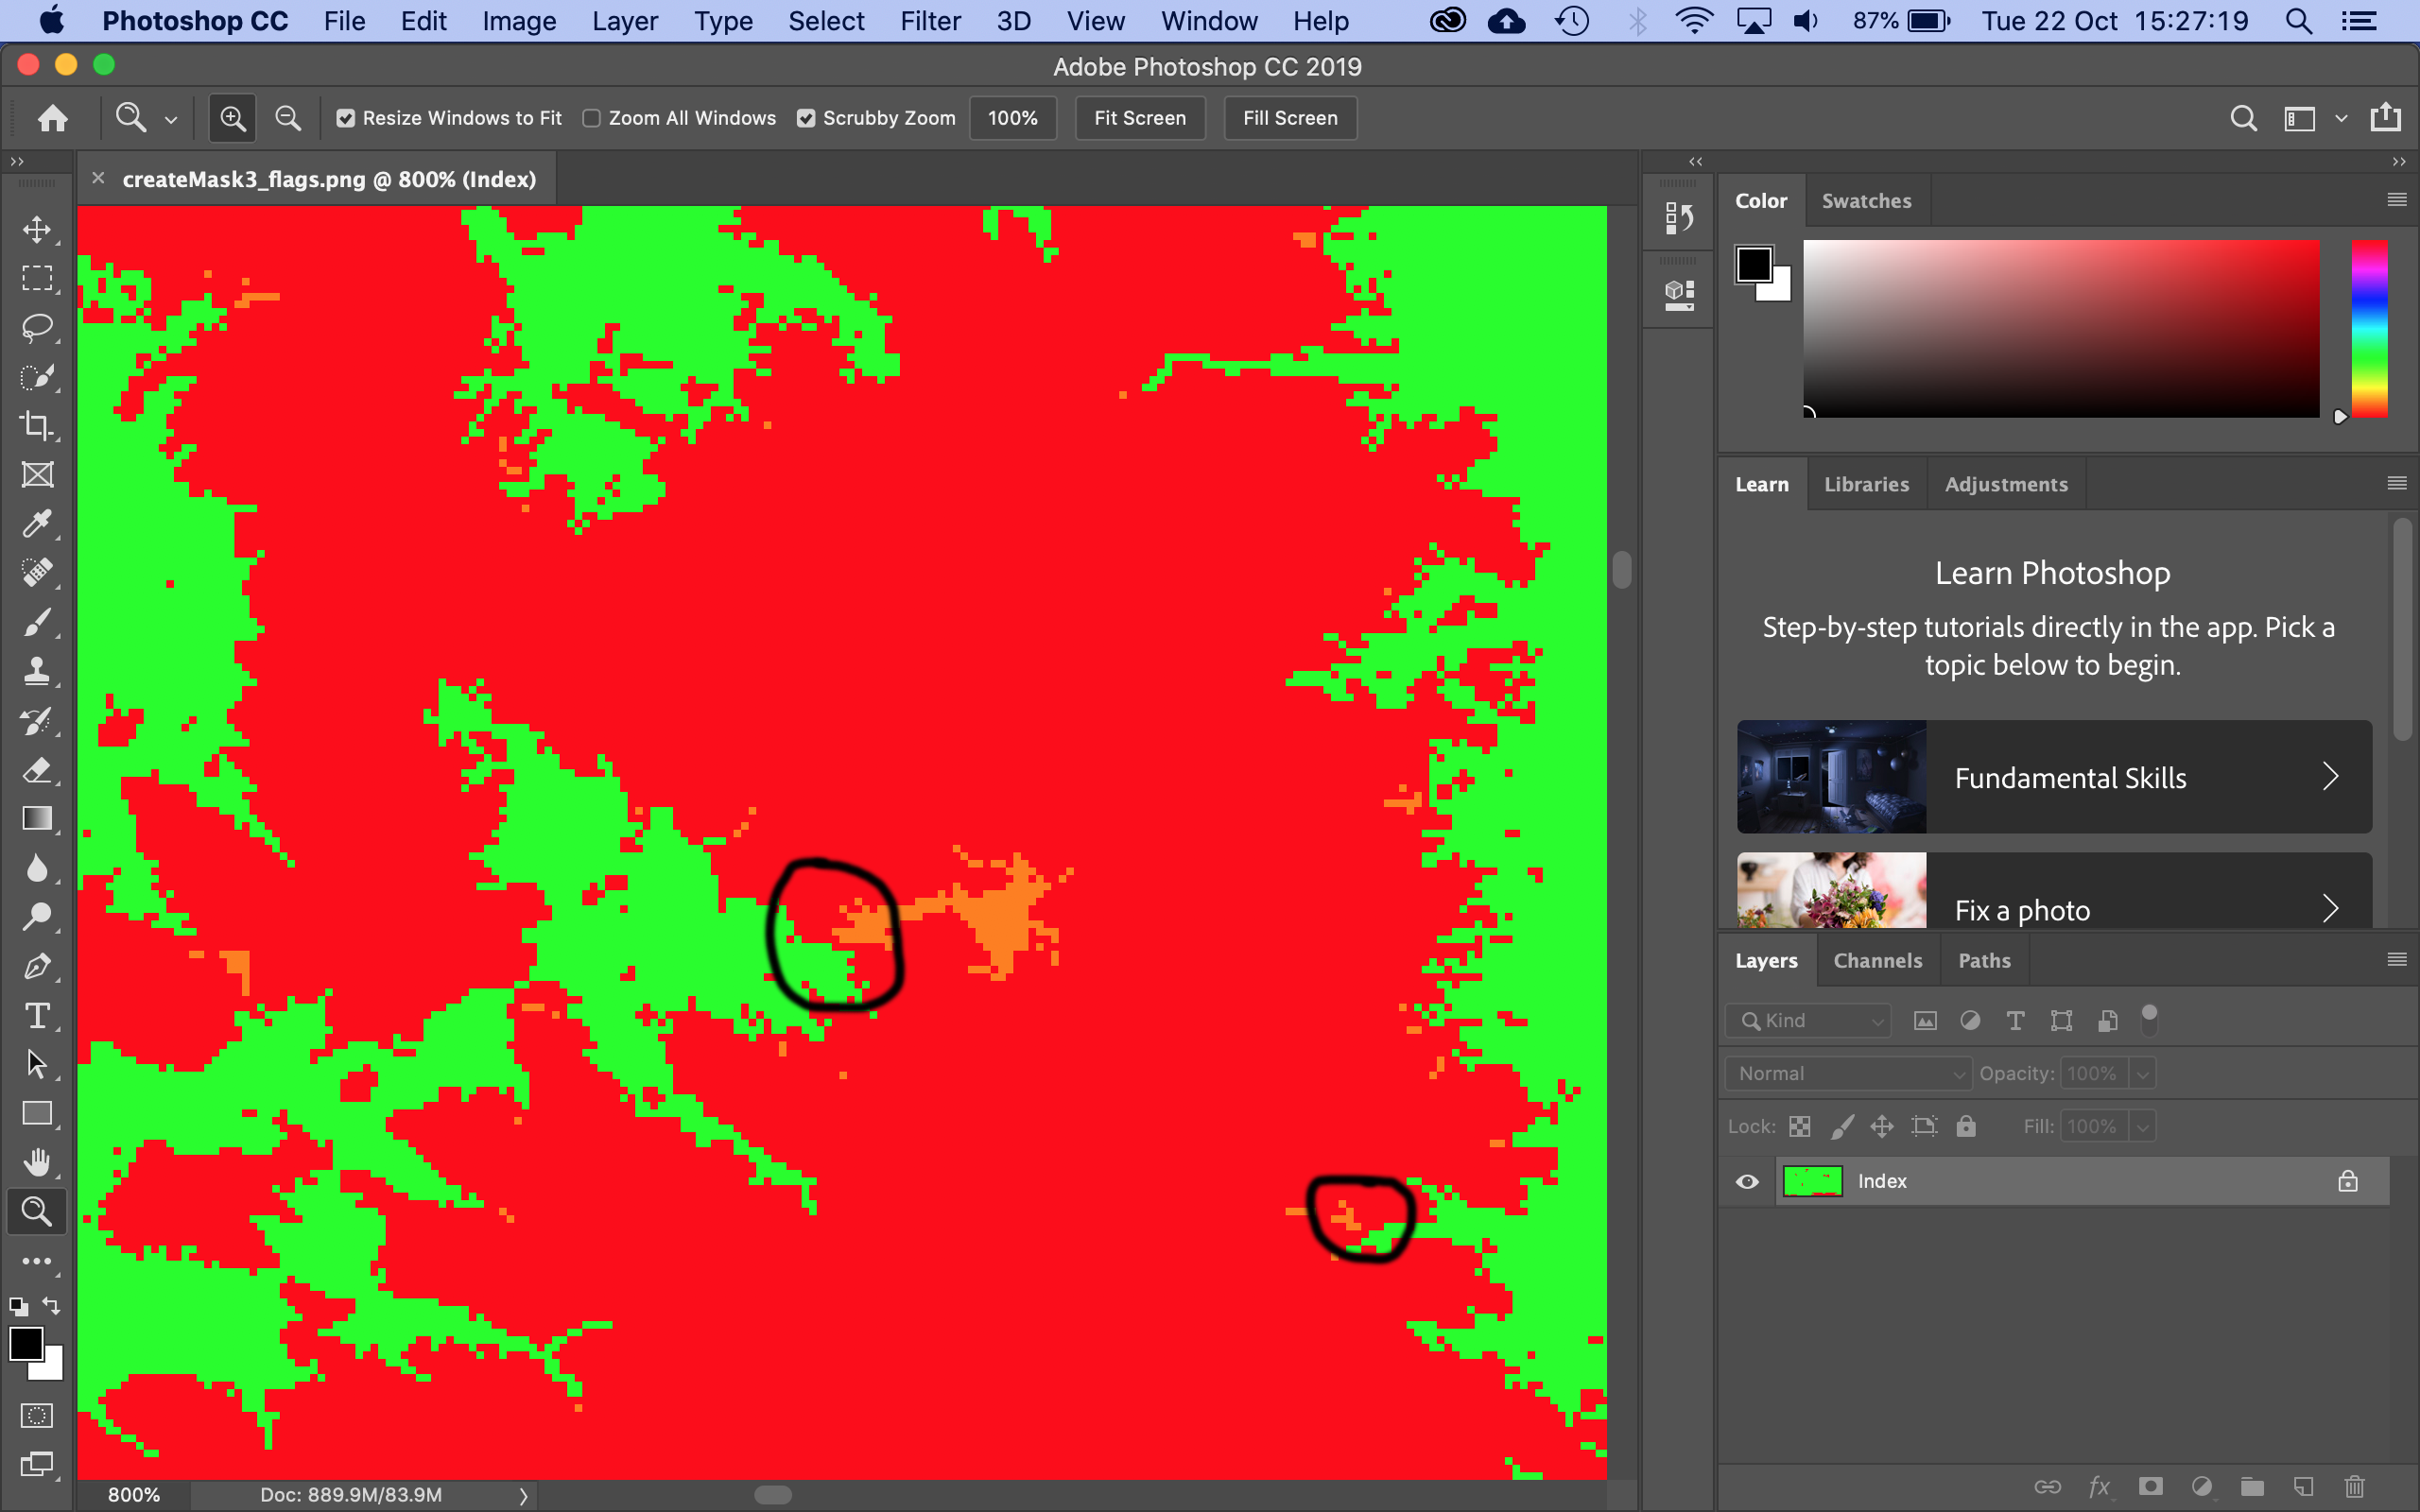 Photoshop CC File Edit Image Layer Type Select Filter 3D View Window Help 87% Tue 22 Oct 15:27:19
Adobe Photoshop CC 2019
Resize Windows to Fit Zoom All Windows Scrubby Zoom 100% Fit Screen Fill Screen
createMask3_flags.png @ 800% (Index)
Color Swatches
Learn Libraries Adjustments
Learn Photoshop
Step-by-step tutorials directly in the app. Pick a
topic below to begin.
Fundamental Skills
Fix a photo
Layers Channels Paths
Kind
Normal Opacity: 100%
Lock: Fill: 100%
Index
fx
800% Doc: 889.9M/83.9M